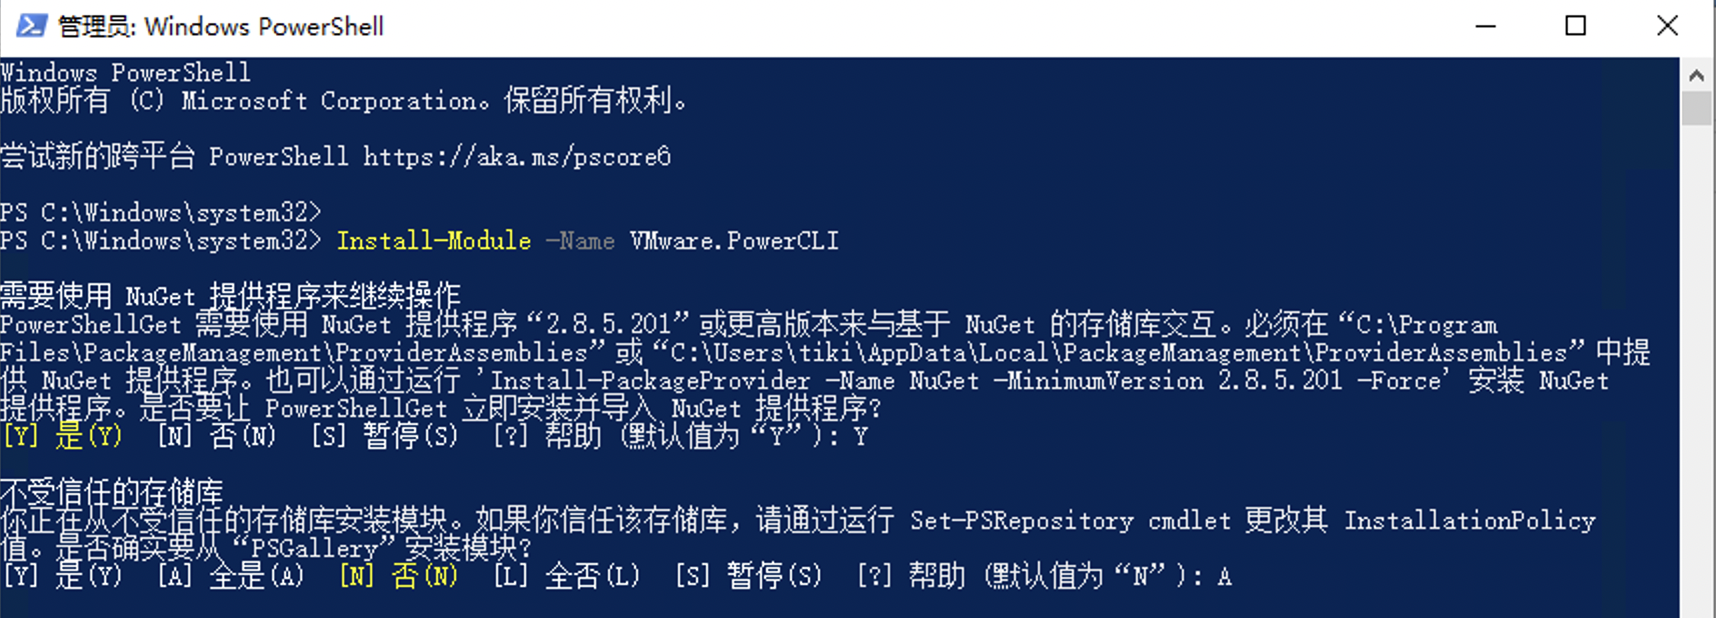 管理员: Windows PowerShell
Windows PowerShell
版权所有 (C) Microsoft Corporation。保留所有权利。
尝试新的跨平台 PowerShell https://aka.ms/pscore6
PS C:\Windows\system32>
PS C:\Windows\system32> Install-Module -Name VMware.PowerCLI
需要使用 NuGet 提供程序来继续操作
PowerShellGet 需要使用 NuGet 提供程序“2.8.5.201”或更高版本来与基于 NuGet 的存储库交互。必须在“C:\Program
Files\PackageManagement\ProviderAssemblies”或“C:\Users\tiki\AppData\Local\PackageManagement\ProviderAssemblies”中提
供 NuGet 提供程序。也可以通过运行 'Install-PackageProvider -Name NuGet -MinimumVersion 2.8.5.201 -Force' 安装 NuGet
提供程序。是否要让 PowerShellGet 立即安装并导入 NuGet 提供程序?
[Y] 是(Y)  [N] 否(N)  [S] 暂停(S)  [?] 帮助 (默认值为“Y”): Y
不受信任的存储库
你正在从不受信任的存储库安装模块。如果你信任该存储库，请通过运行 Set-PSRepository cmdlet 更改其 InstallationPolicy
值。是否确实要从“PSGallery”安装模块?
[Y] 是(Y)  [A] 全是(A)  [N] 否(N)  [L] 全否(L)  [S] 暂停(S)  [?] 帮助 (默认值为“N”): A